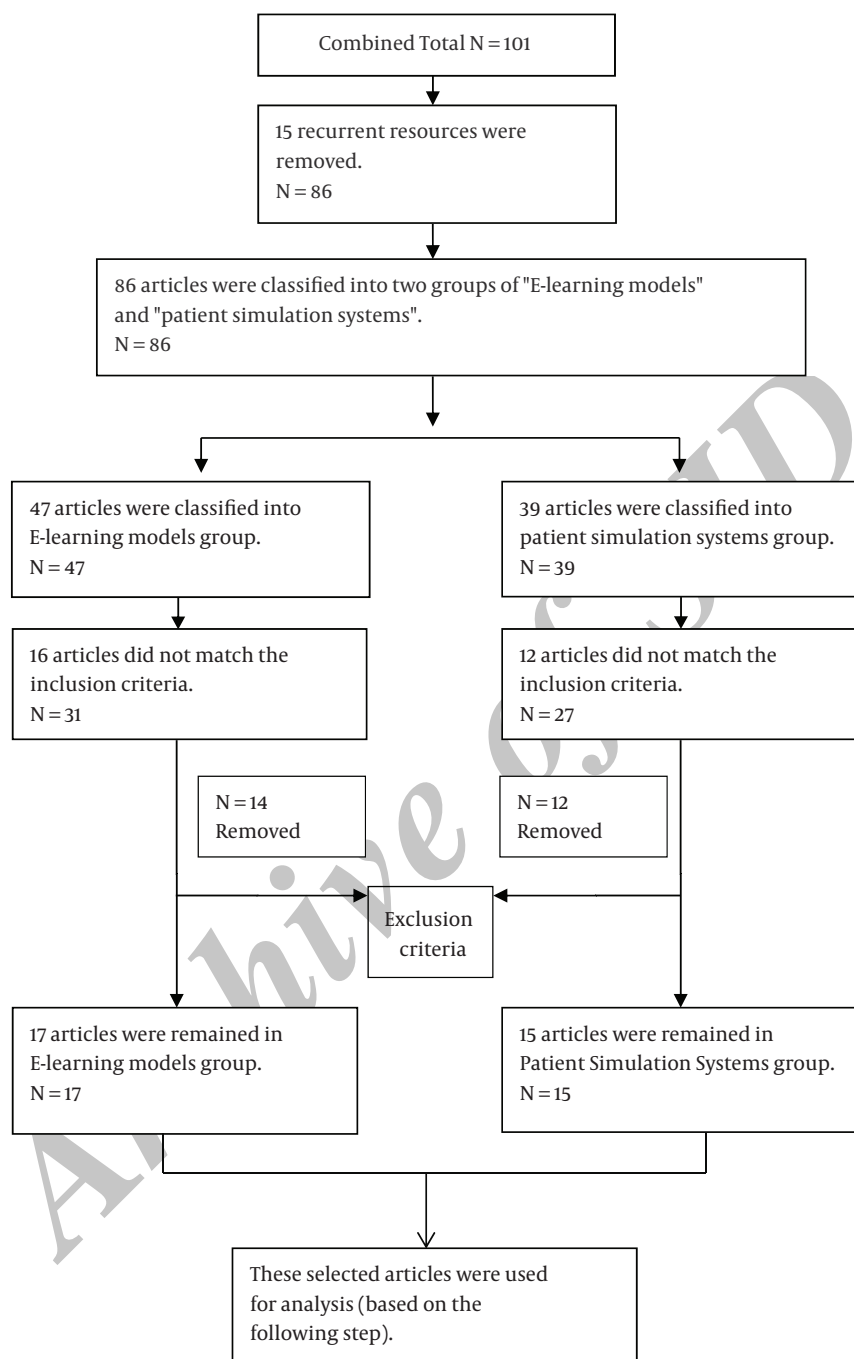 Combined Total N = 101
15 recurrent resources were
removed.
N = 86
86 articles were classified into two groups of "E-learning models"
and "patient simulation systems".
N = 86
47 articles were classified into
E-learning models group.
N = 47
39 articles were classified into
patient simulation systems group.
N = 39
16 articles did not match the
inclusion criteria.
N = 31
12 articles did not match the
inclusion criteria.
N = 27
N = 14
Removed
N = 12
Removed
Exclusion
criteria
17 articles were remained in
E-learning models group.
N = 17
15 articles were remained in
Patient Simulation Systems group.
N = 15
These selected articles were used
for analysis (based on the
following step).
Archive of SID